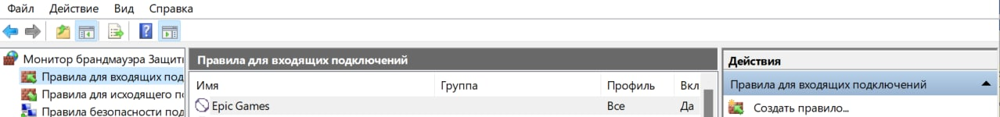 Файл Действие Вид Справка
Монитор брандмауэра Защит
Правила для входящих под
Правила для исходящего п
Правила безопасности под
Правила для входящих подключений
Имя Группа Профиль Вкл
Epic Games Все Да
Действия
Правила для входящих подключений
Создать правило...